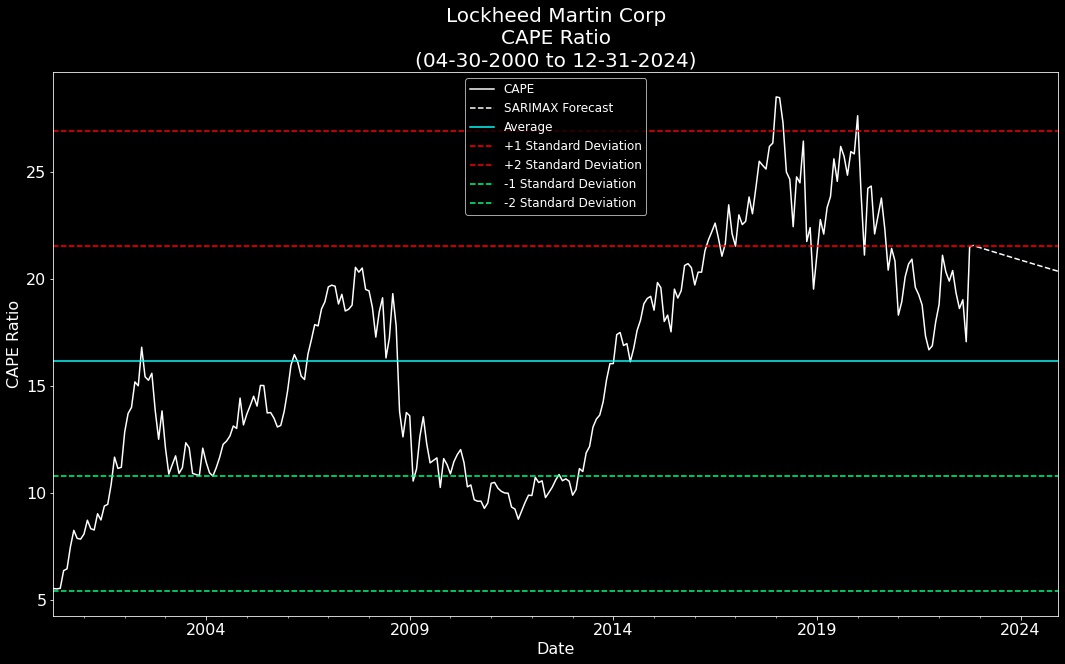 Lockheed Martin Corp
CAPE Ratio
(04-30-2000 to 12-31-2024)
CAPE
SARIMAX Forecast
Average
+1 Standard Deviation
+2 Standard Deviation
-1 Standard Deviation
-2 Standard Deviation
25
20
15
10
5
CAPE Ratio
2004
2009
2014
2019
2024
Date